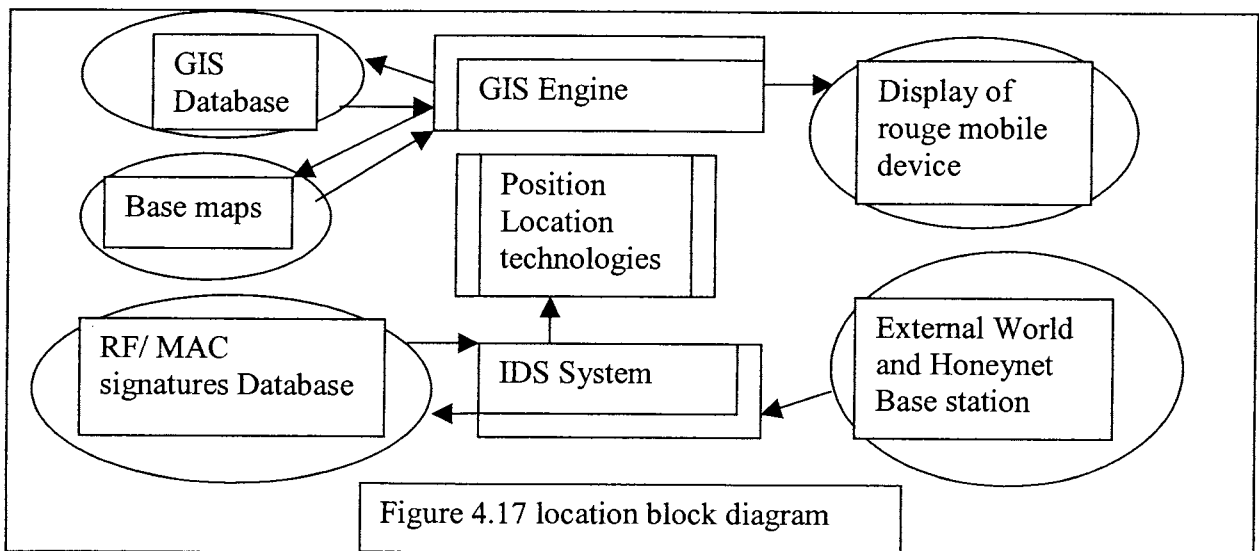 GIS
Database
GIS Engine
Display of
rouge mobile
device
Base maps
Position
Location
technologies
RF/ MAC
signatures Database
IDS System
External World
and Honeynet
Base station
Figure 4.17 location block diagram